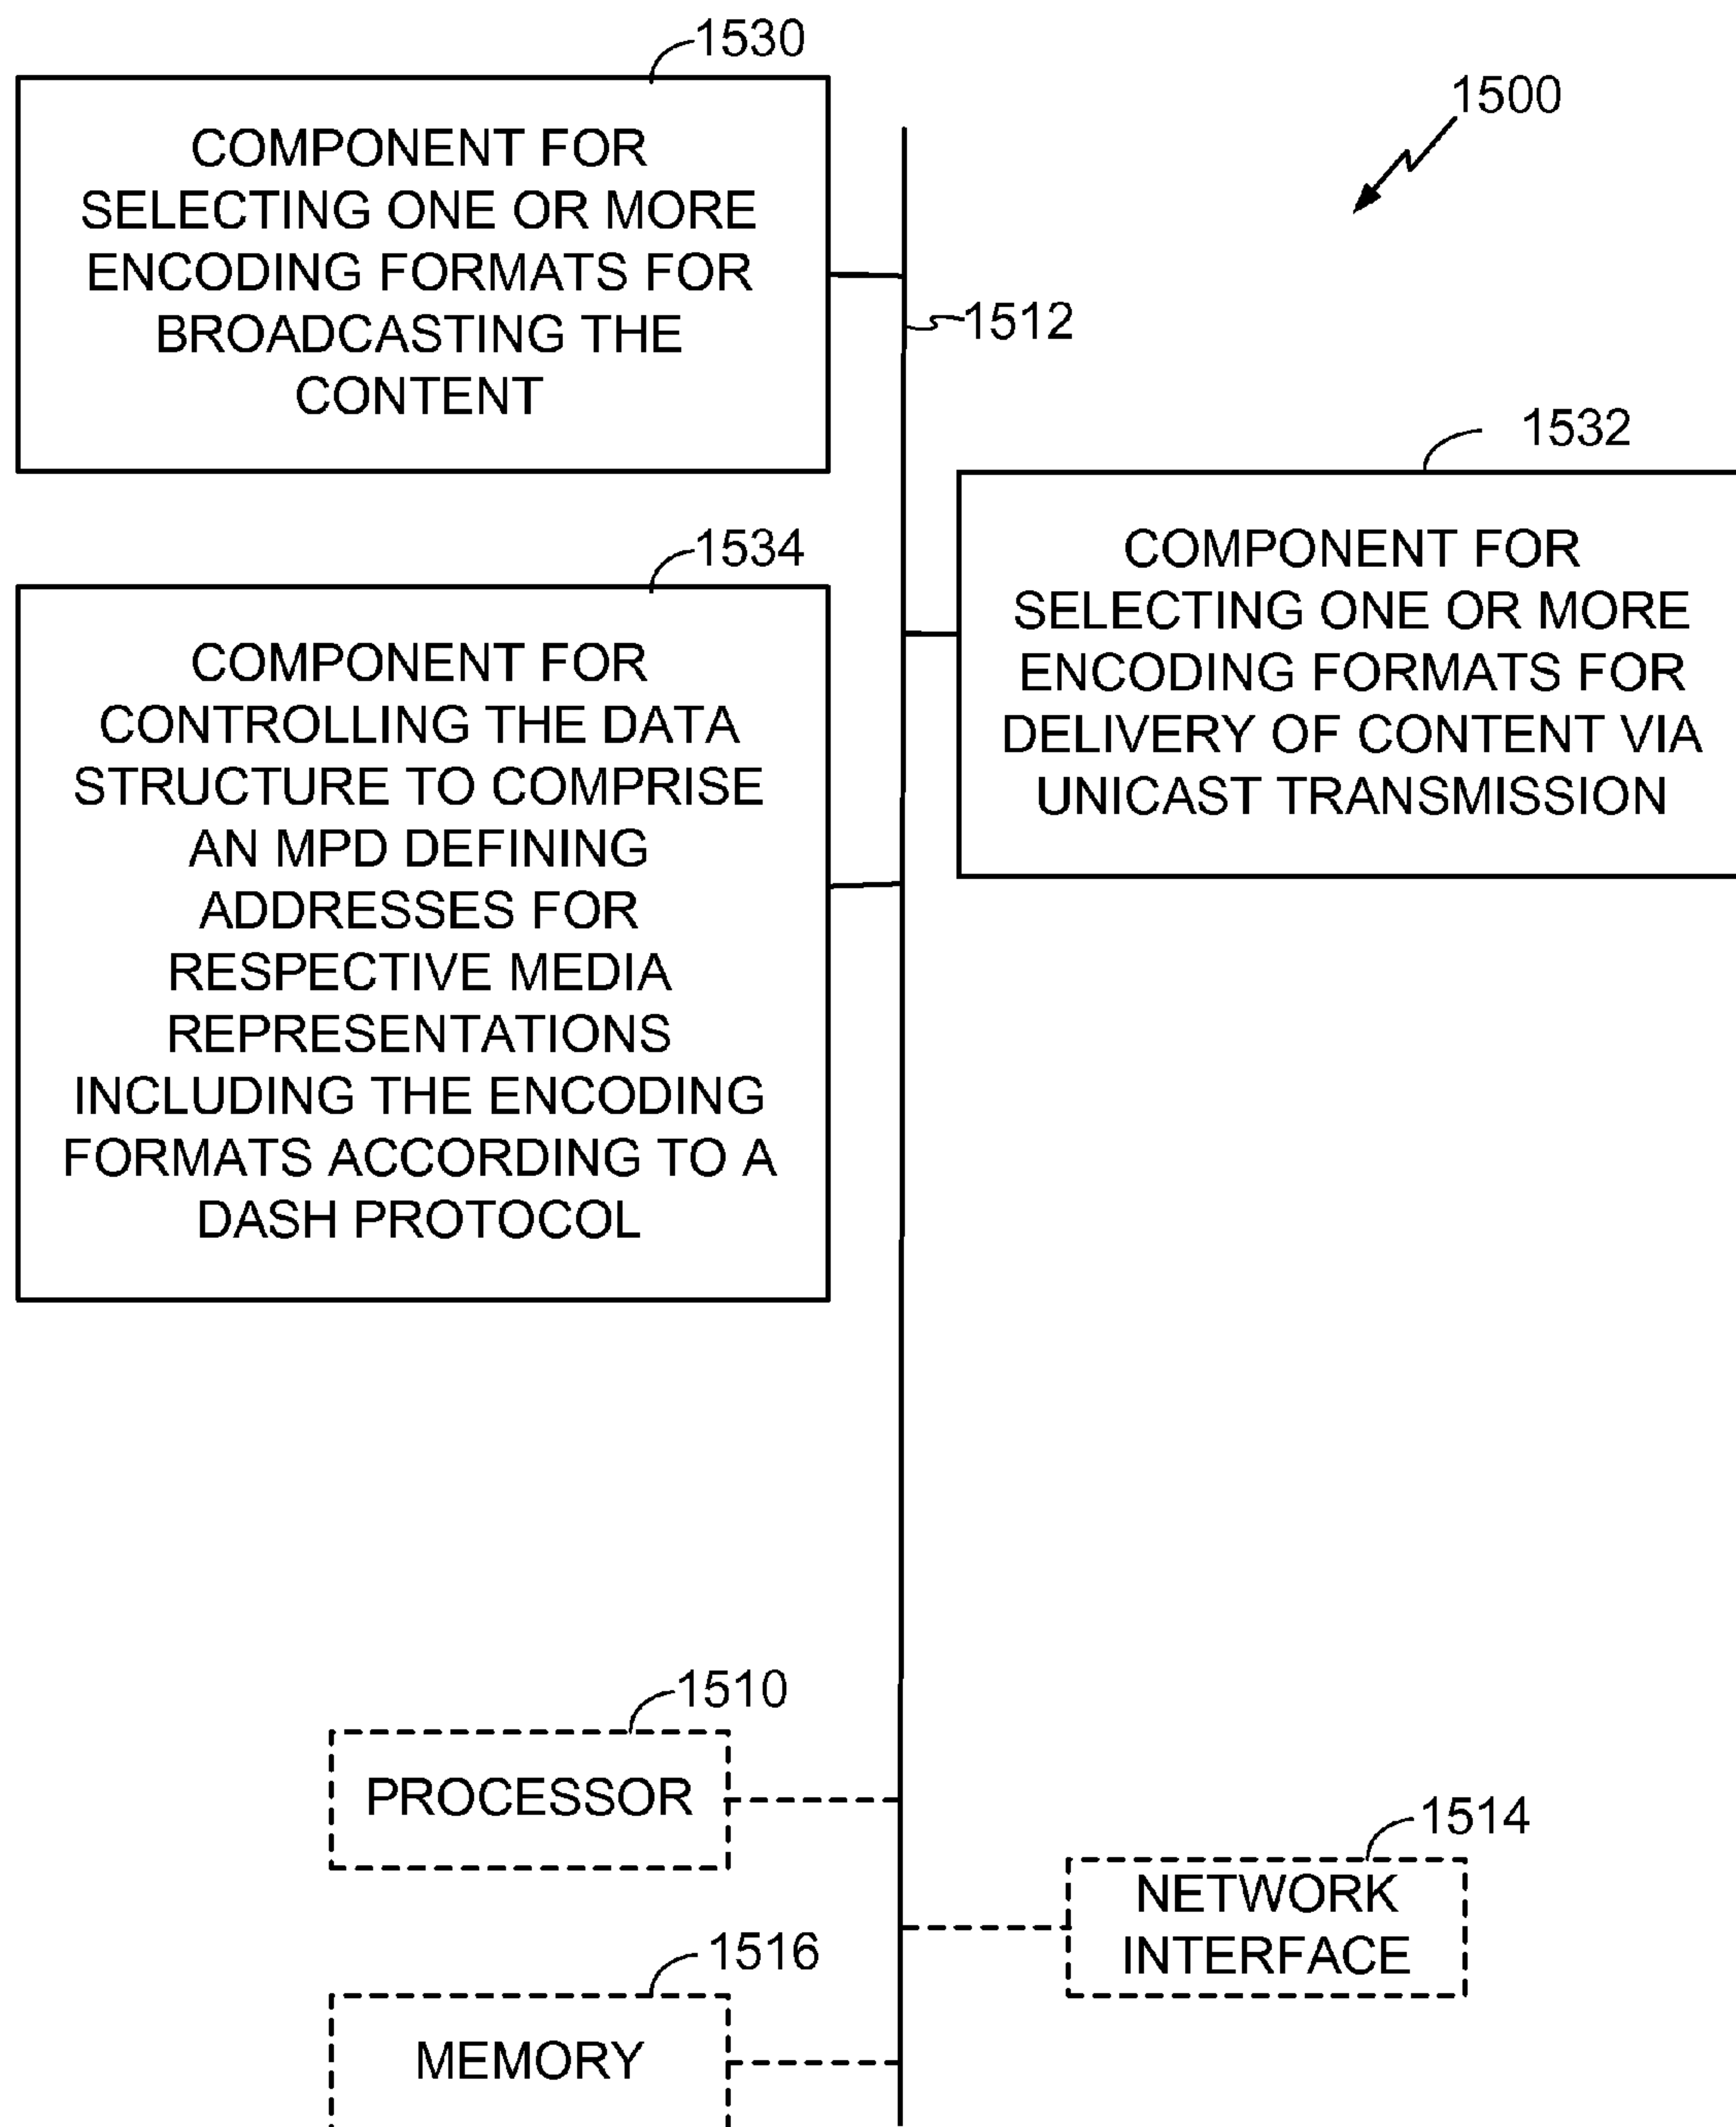 1530
COMPONENT FOR
SELECTING ONE OR MORE
ENCODING FORMATS FOR
BROADCASTING THE
CONTENT
1500
1512
1532
COMPONENT FOR
SELECTING ONE OR MORE
ENCODING FORMATS FOR
DELIVERY OF CONTENT VIA
UNICAST TRANSMISSION
1534
COMPONENT FOR
CONTROLLING THE DATA
STRUCTURE TO COMPRISE
AN MPD DEFINING
ADDRESSES FOR
RESPECTIVE MEDIA
REPRESENTATIONS
INCLUDING THE ENCODING
FORMATS ACCORDING TO A
DASH PROTOCOL
1510
PROCESSOR
1514
NETWORK
INTERFACE
1516
MEMORY